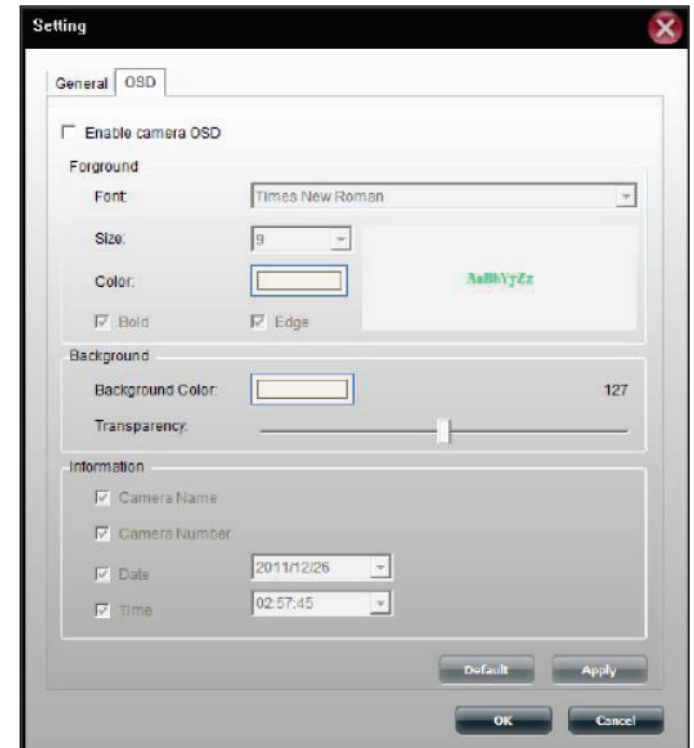 Setting
General OSD
Enable camera OSD
Forground
Font: Times New Roman
Size: 9
Color: AaBbYyZz
Bold Edge
Background
Background Color: 127
Transparency:
Information
Camera Name
Camera Number
Date 2011/12/26
Time 02:57:45
Default Apply
OK Cancel